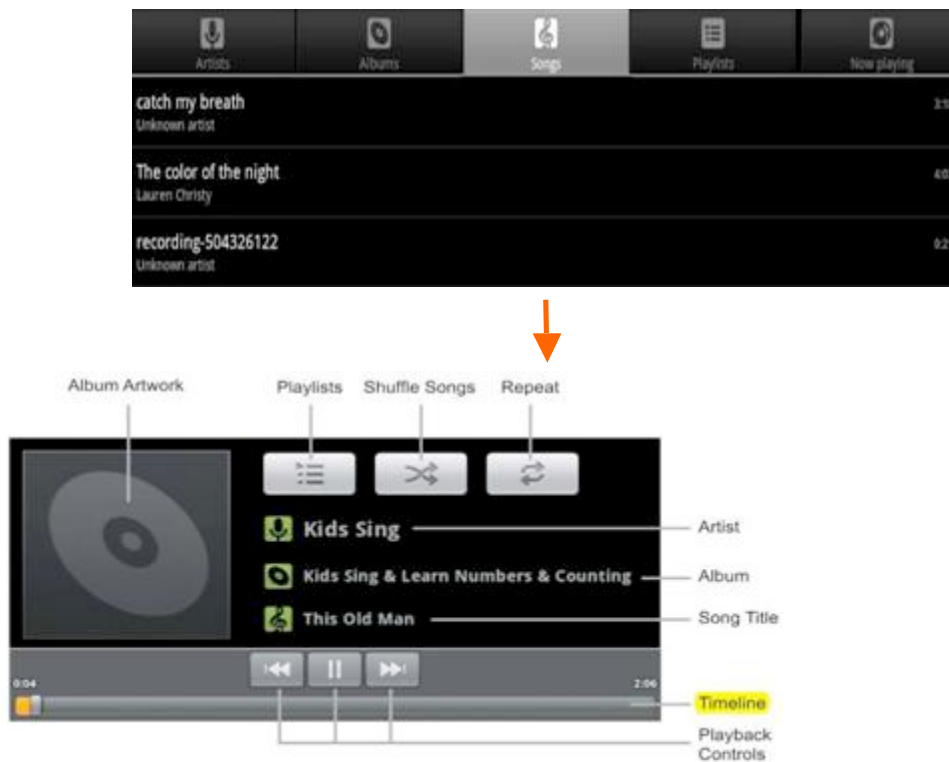 Artists Albums Songs Playlists Now playing
catch my breath
Unknown artist
The color of the night
Lauren Christy
recording-504326122
Unknown artist
Album Artwork Playlists Shuffle Songs Repeat
Kids Sing Artist
Kids Sing & Learn Numbers & Counting Album
This Old Man Song Title
0:04 2:06
Timeline
Playback
Controls